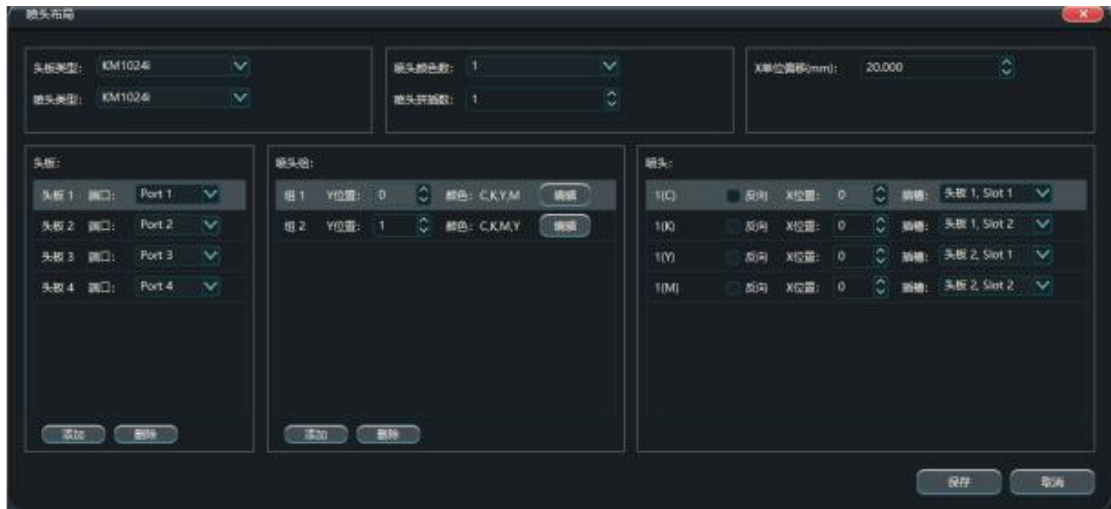 喷头布局
头板类型: KM1024i
喷头颜色数: 1
X单位偏移(mm): 20.000
喷头类型: KM1024i
喷头拼插数: 1
头板:
喷头组:
喷头:
头板 1 端口: Port 1
组 1 Y位置: 0 颜色: C,K,Y,M 编辑
1(C) 反向 X位置: 0 插槽: 头板 1, Slot 1
头板 2 端口: Port 2
组 2 Y位置: 1 颜色: C,K,M,Y 编辑
1(K) 反向 X位置: 0 插槽: 头板 1, Slot 2
头板 3 端口: Port 3
1(Y) 反向 X位置: 0 插槽: 头板 2, Slot 1
头板 4 端口: Port 4
1(M) 反向 X位置: 0 插槽: 头板 2, Slot 2
添加 删除
添加 删除
保存 取消